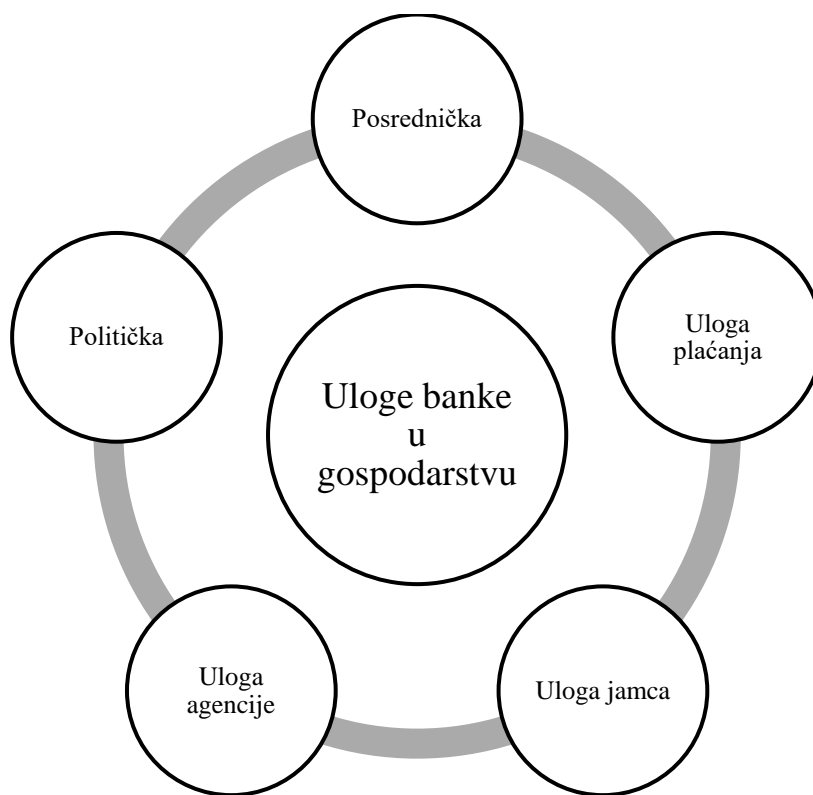 Posrednička
Uloga
plaćanja
Uloga jamca
Uloga
agencije
Politička
Uloge banke
u
gospodarstvu